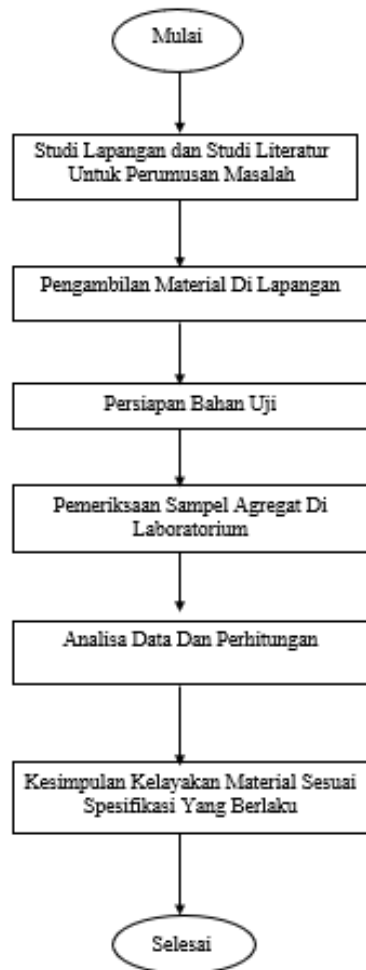 Mulai
Studi Lapangan dan Studi Literatur
Untuk Perumusan Masalah
Pengambilan Material Di Lapangan
Persiapan Bahan Uji
Pemeriksaan Sampel Agregat Di
Laboratorium
Analisa Data Dan Perhitungan
Kesimpulan Kelayakan Material Sesuai
Spesifikasi Yang Berlaku
Selesai